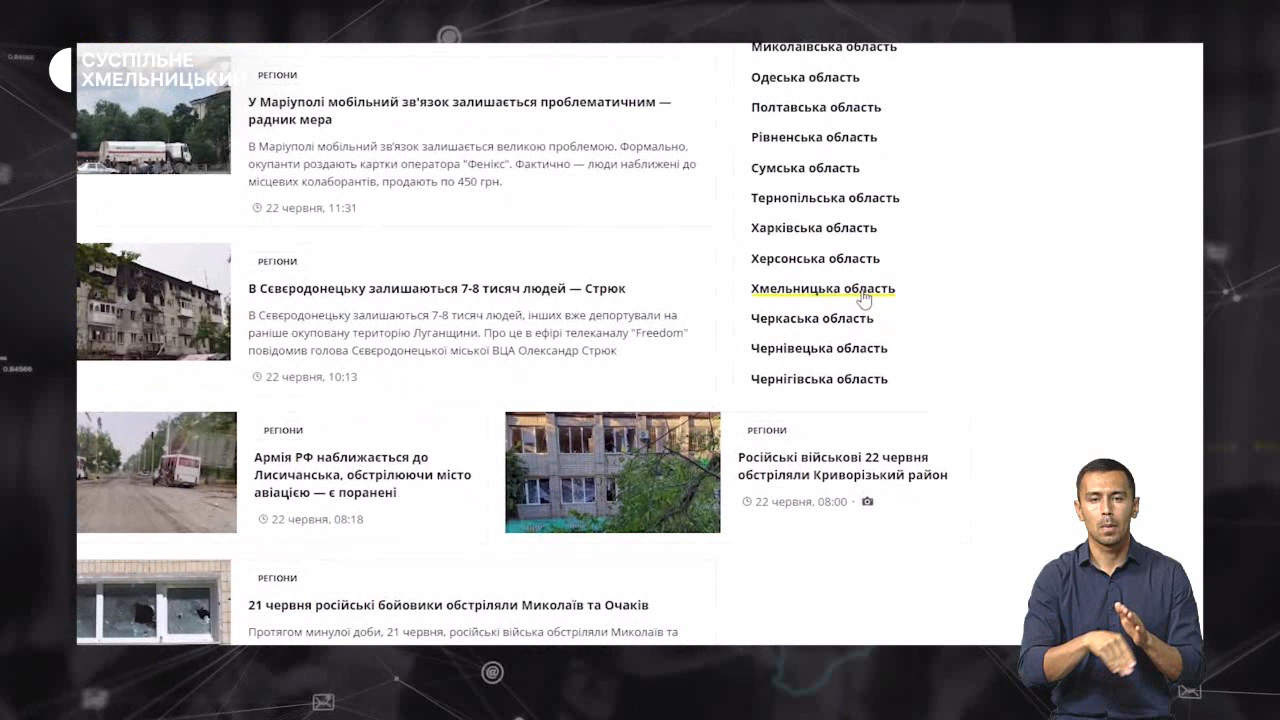 СУСПІЛЬНЕ
ХМЕЛЬНИЦЬКИЙ
РЕГІОНИ
У Маріуполі мобільний зв'язок залишається проблематичним —
радник мера
В Маріуполі мобільний зв’язок залишається великою проблемою. Формально,
окупанти роздають картки оператора "Фенікс". Фактично — люди наближені до
місцевих колаборантів, продають по 450 грн.
22 червня, 11:31
РЕГІОНИ
В Сєвєродонецьку залишаються 7-8 тисяч людей — Стрюк
В Сєвєродонецьку залишаються 7-8 тисяч людей, інших вже депортували на
раніше окуповану територію Луганщини. Про це в ефірі телеканалу "Freedom"
повідомив голова Сєвєродонецької міської ВЦА Олександр Стрюк
22 червня, 10:13
Миколаївська область
Одеська область
Полтавська область
Рівненська область
Сумська область
Тернопільська область
Харківська область
Херсонська область
Хмельницька область
Черкаська область
Чернівецька область
Чернігівська область
РЕГІОНИ
Армія РФ наближається до
Лисичанська, обстрілюючи місто
авіацією — є поранені
22 червня, 08:18
РЕГІОНИ
Російські військові 22 червня
обстріляли Криворізький район
22 червня, 08:00 ·
РЕГІОНИ
21 червня російські бойовики обстріляли Миколаїв та Очаків
Протягом минулої доби, 21 червня, російські війська обстріляли Миколаїв та
0.84566
@